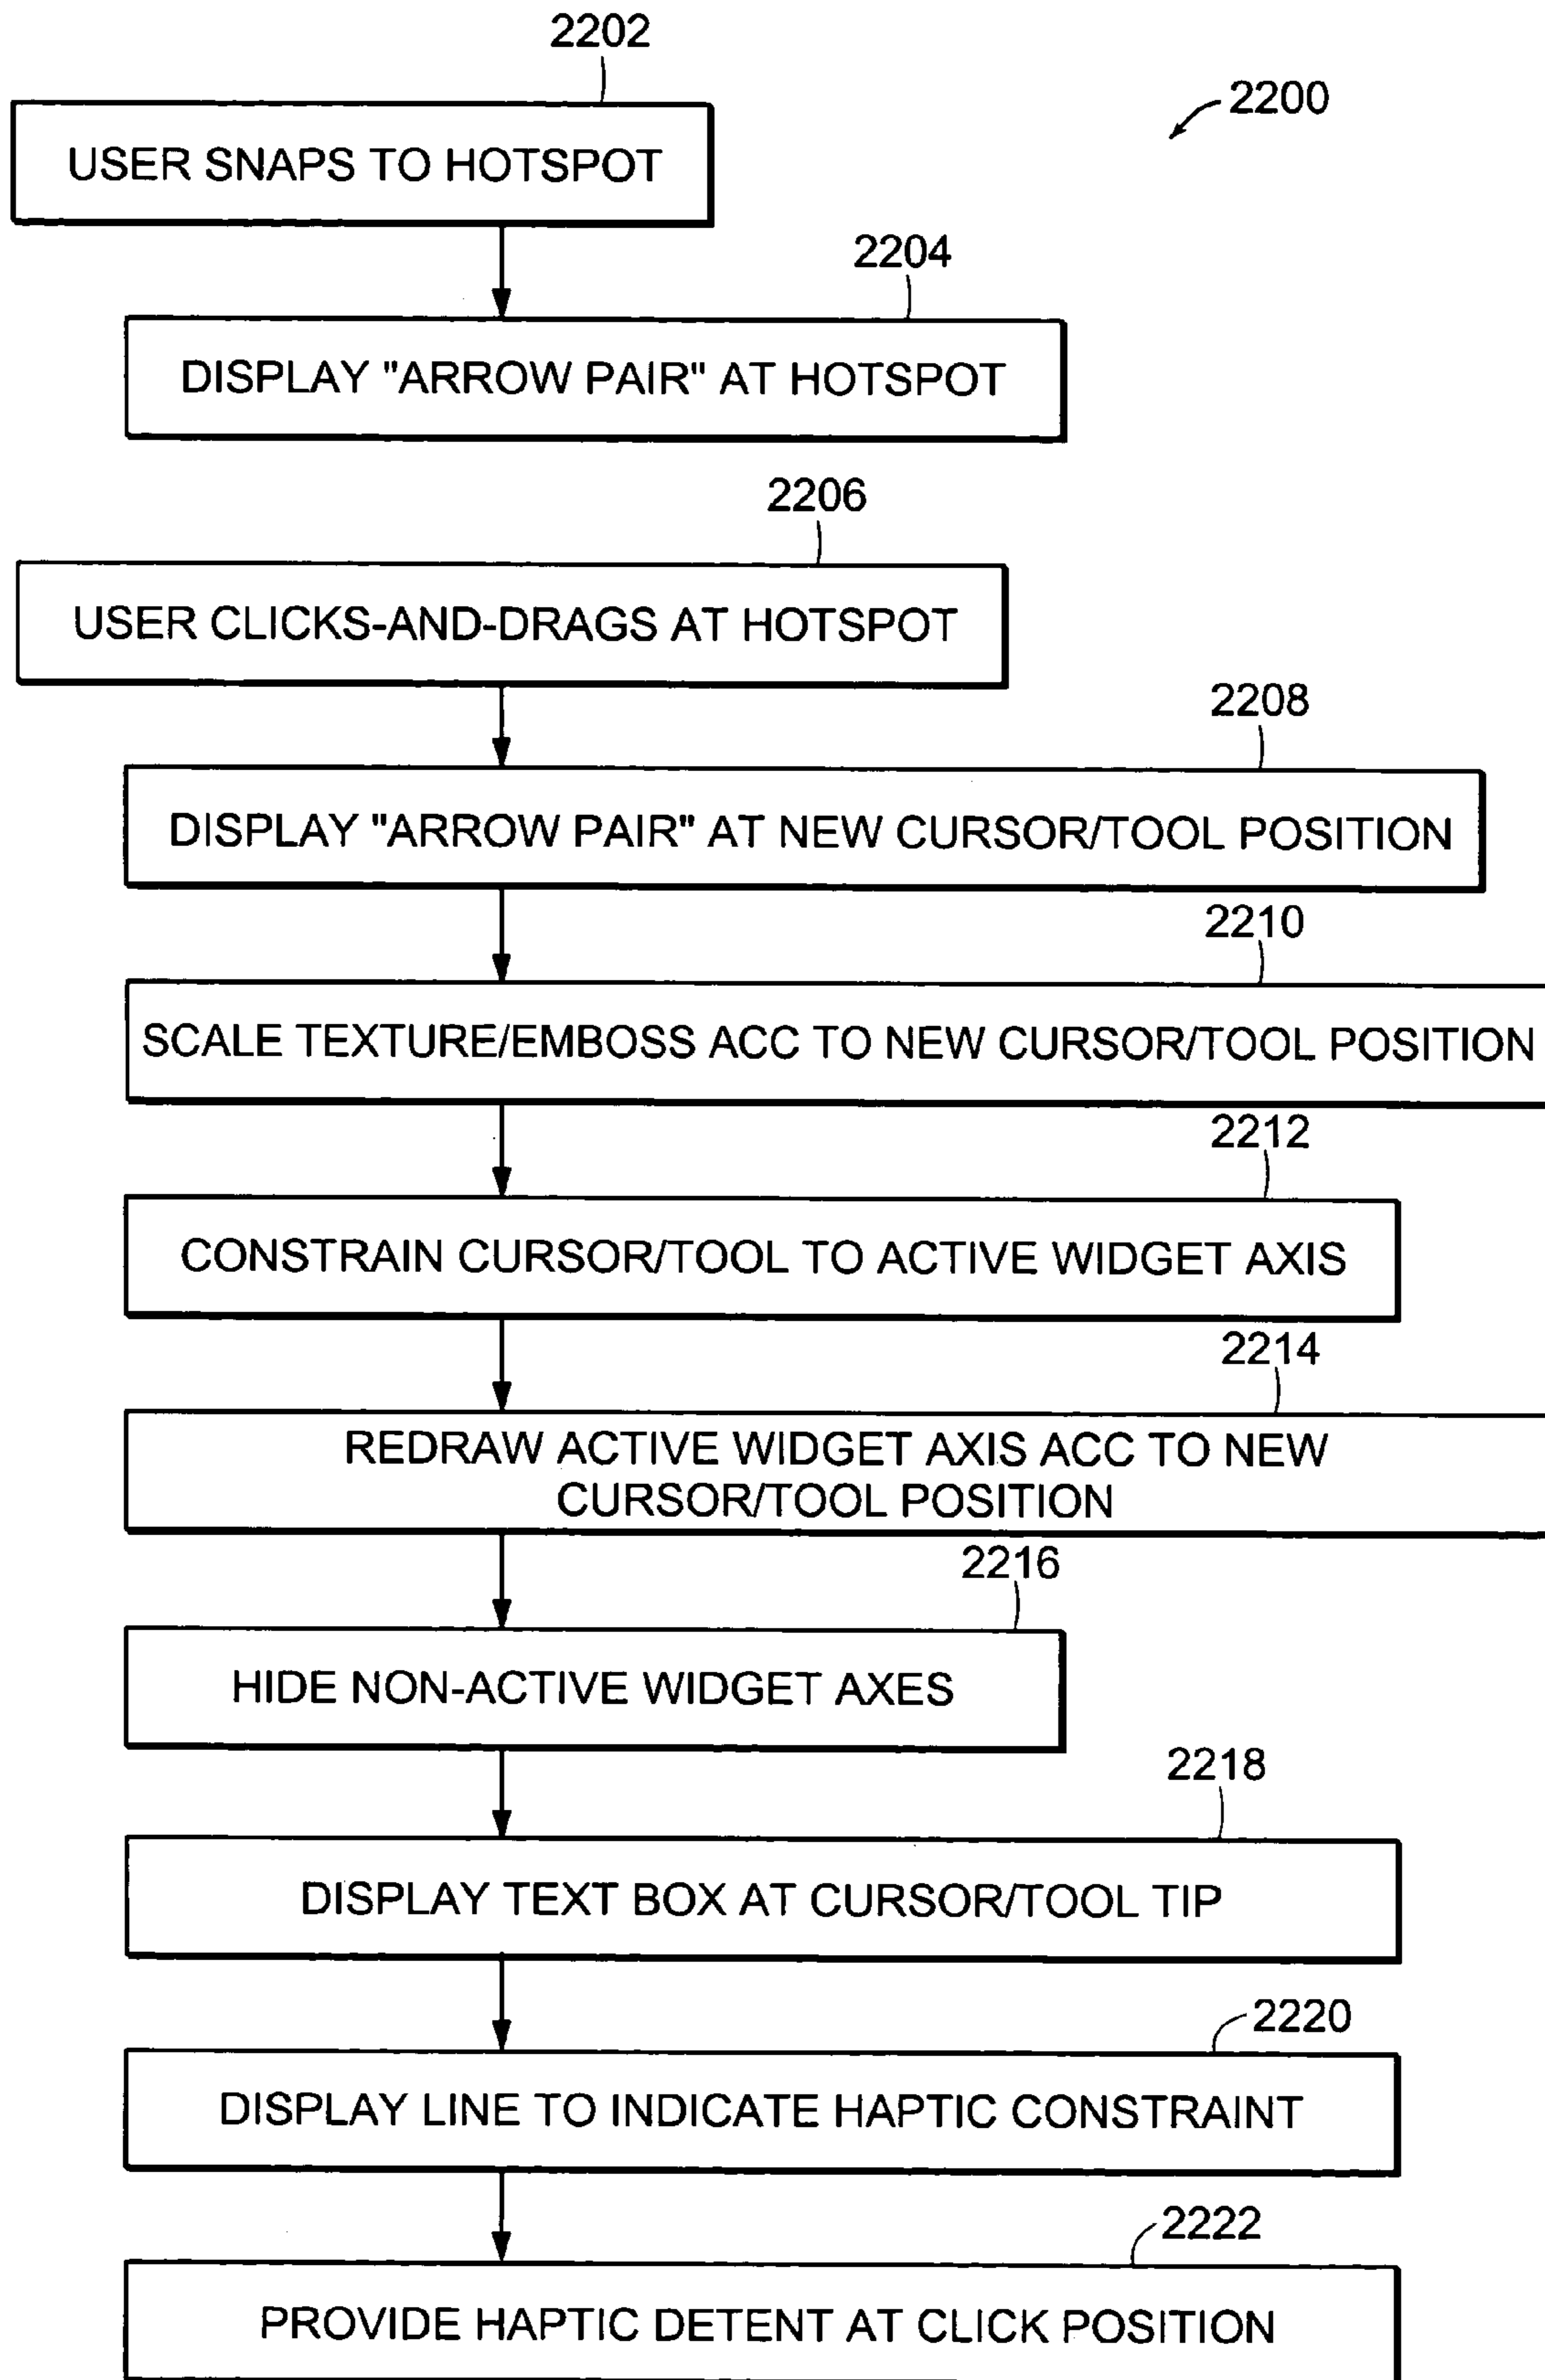 2202
2200
USER SNAPS TO HOTSPOT
2204
DISPLAY "ARROW PAIR" AT HOTSPOT
2206
USER CLICKS-AND-DRAGS AT HOTSPOT
2208
DISPLAY "ARROW PAIR" AT NEW CURSOR/TOOL POSITION
2210
SCALE TEXTURE/EMBOSS ACC TO NEW CURSOR/TOOL POSITION
2212
CONSTRAIN CURSOR/TOOL TO ACTIVE WIDGET AXIS
2214
REDRAW ACTIVE WIDGET AXIS ACC TO NEW
CURSOR/TOOL POSITION
2216
HIDE NON-ACTIVE WIDGET AXES
2218
DISPLAY TEXT BOX AT CURSOR/TOOL TIP
2220
DISPLAY LINE TO INDICATE HAPTIC CONSTRAINT
2222
PROVIDE HAPTIC DETENT AT CLICK POSITION